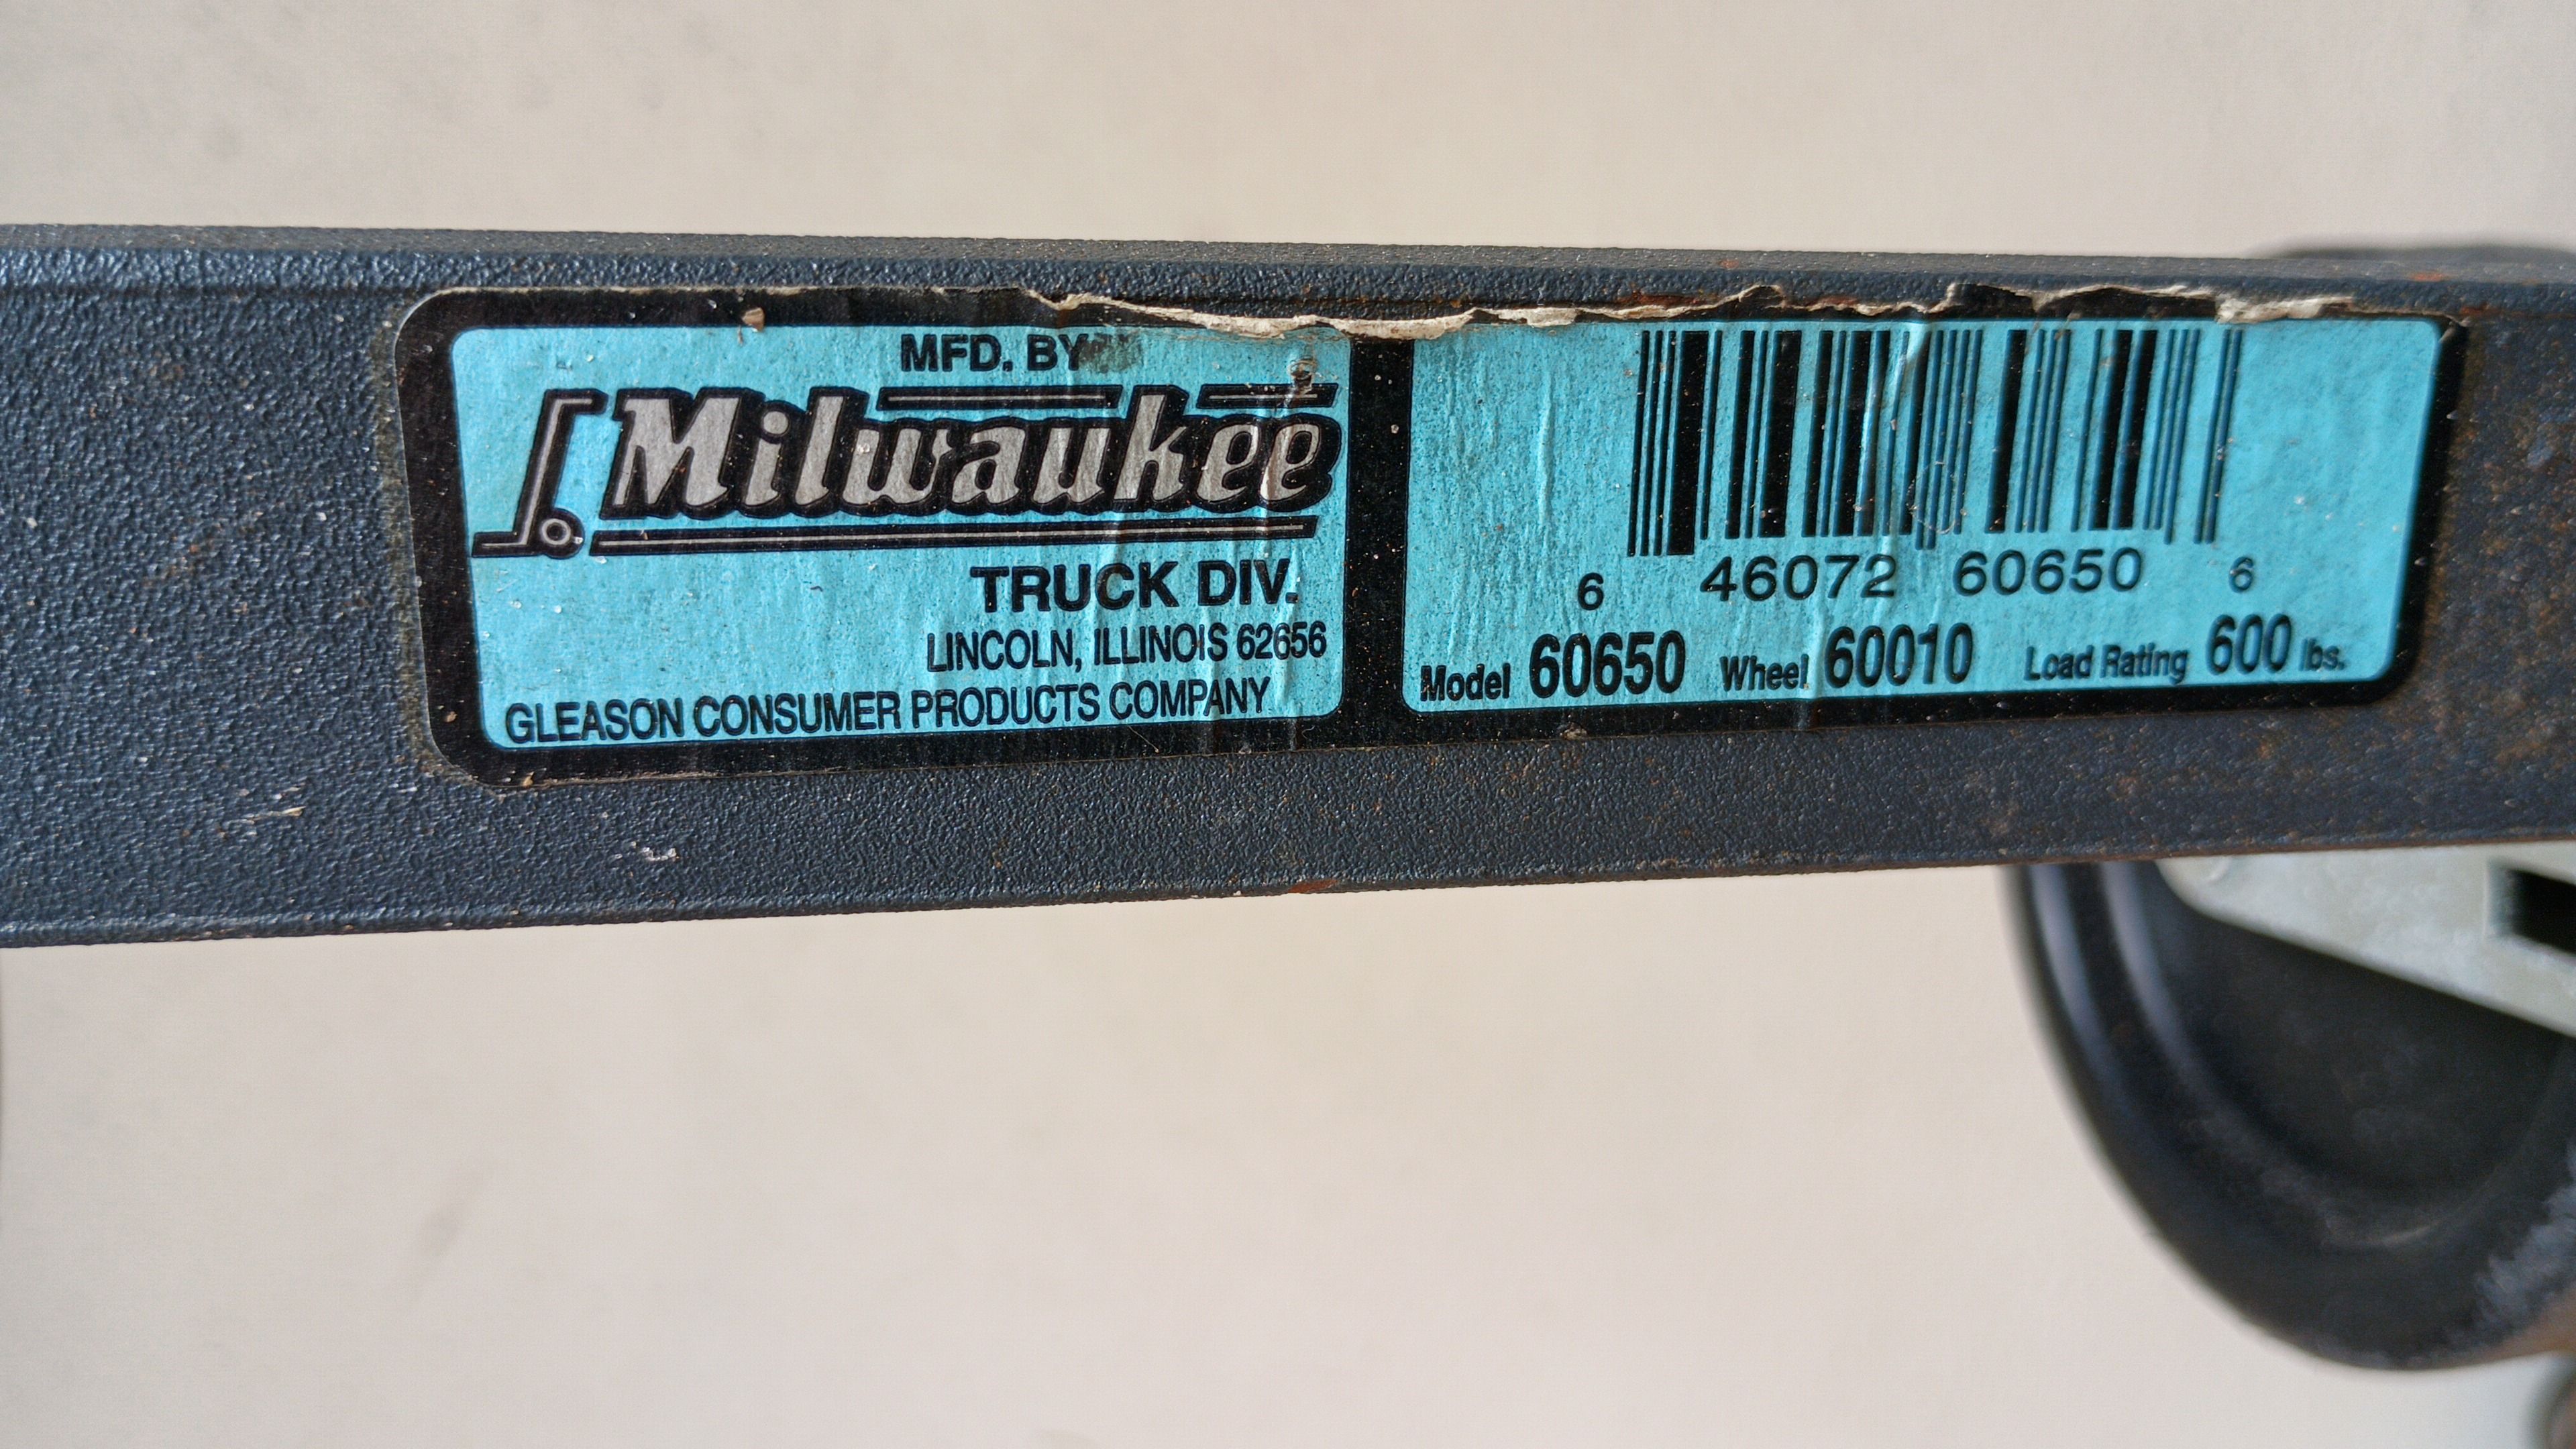 MFD. BY
Milwaukee
TRUCK DIV.
LINCOLN, ILLINOIS 62656
GLEASON CONSUMER PRODUCTS COMPANY
6 46072 60650 6
Model 60650 Wheel 60010 Load Rating 600 lbs.